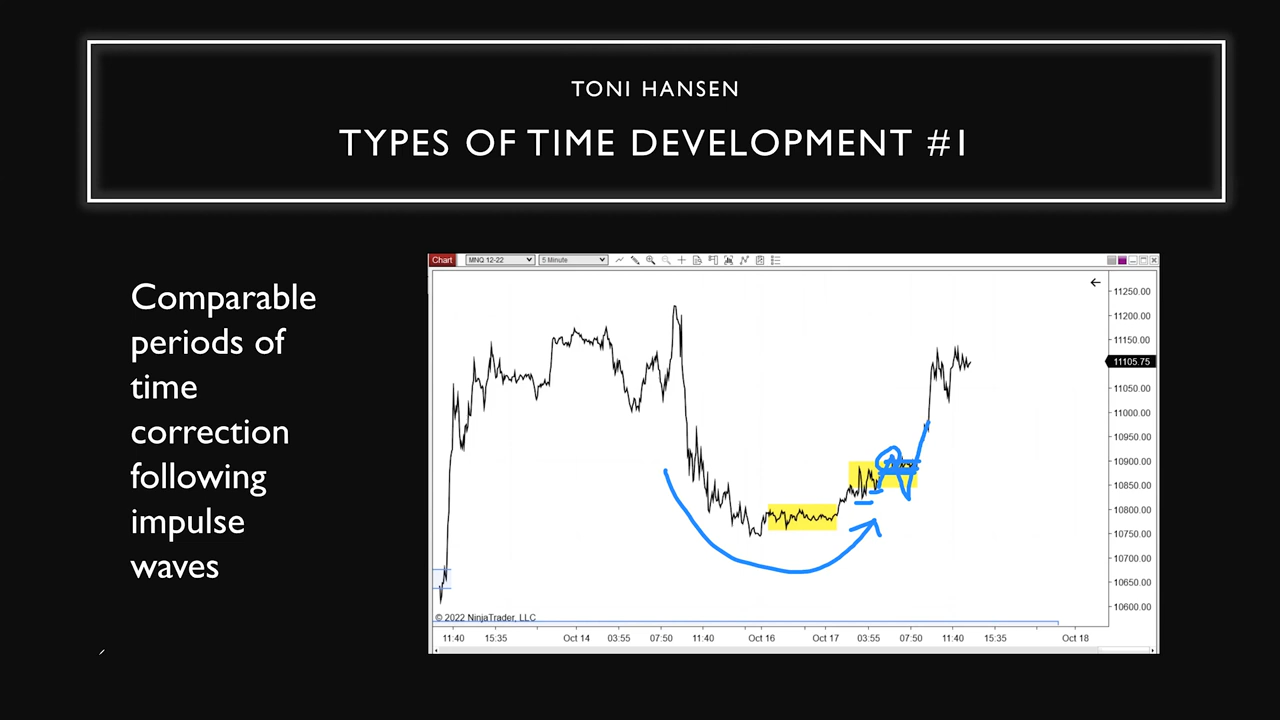 TONI HANSEN
TYPES OF TIME DEVELOPMENT #1
Comparable
periods of
time
correction
following
impulse
waves
Chart
MNQ 12-22
5 Minute
11250.00
11200.00
11150.00
11105.75
11050.00
11000.00
10950.00
10900.00
10850.00
10800.00
10750.00
10700.00
10650.00
10600.00
© 2022 NinjaTrader, LLC
11:40 15:35 Oct 14 03:55 07:50 11:40 Oct 16 Oct 17 03:55 07:50 11:40 15:35 Oct 18